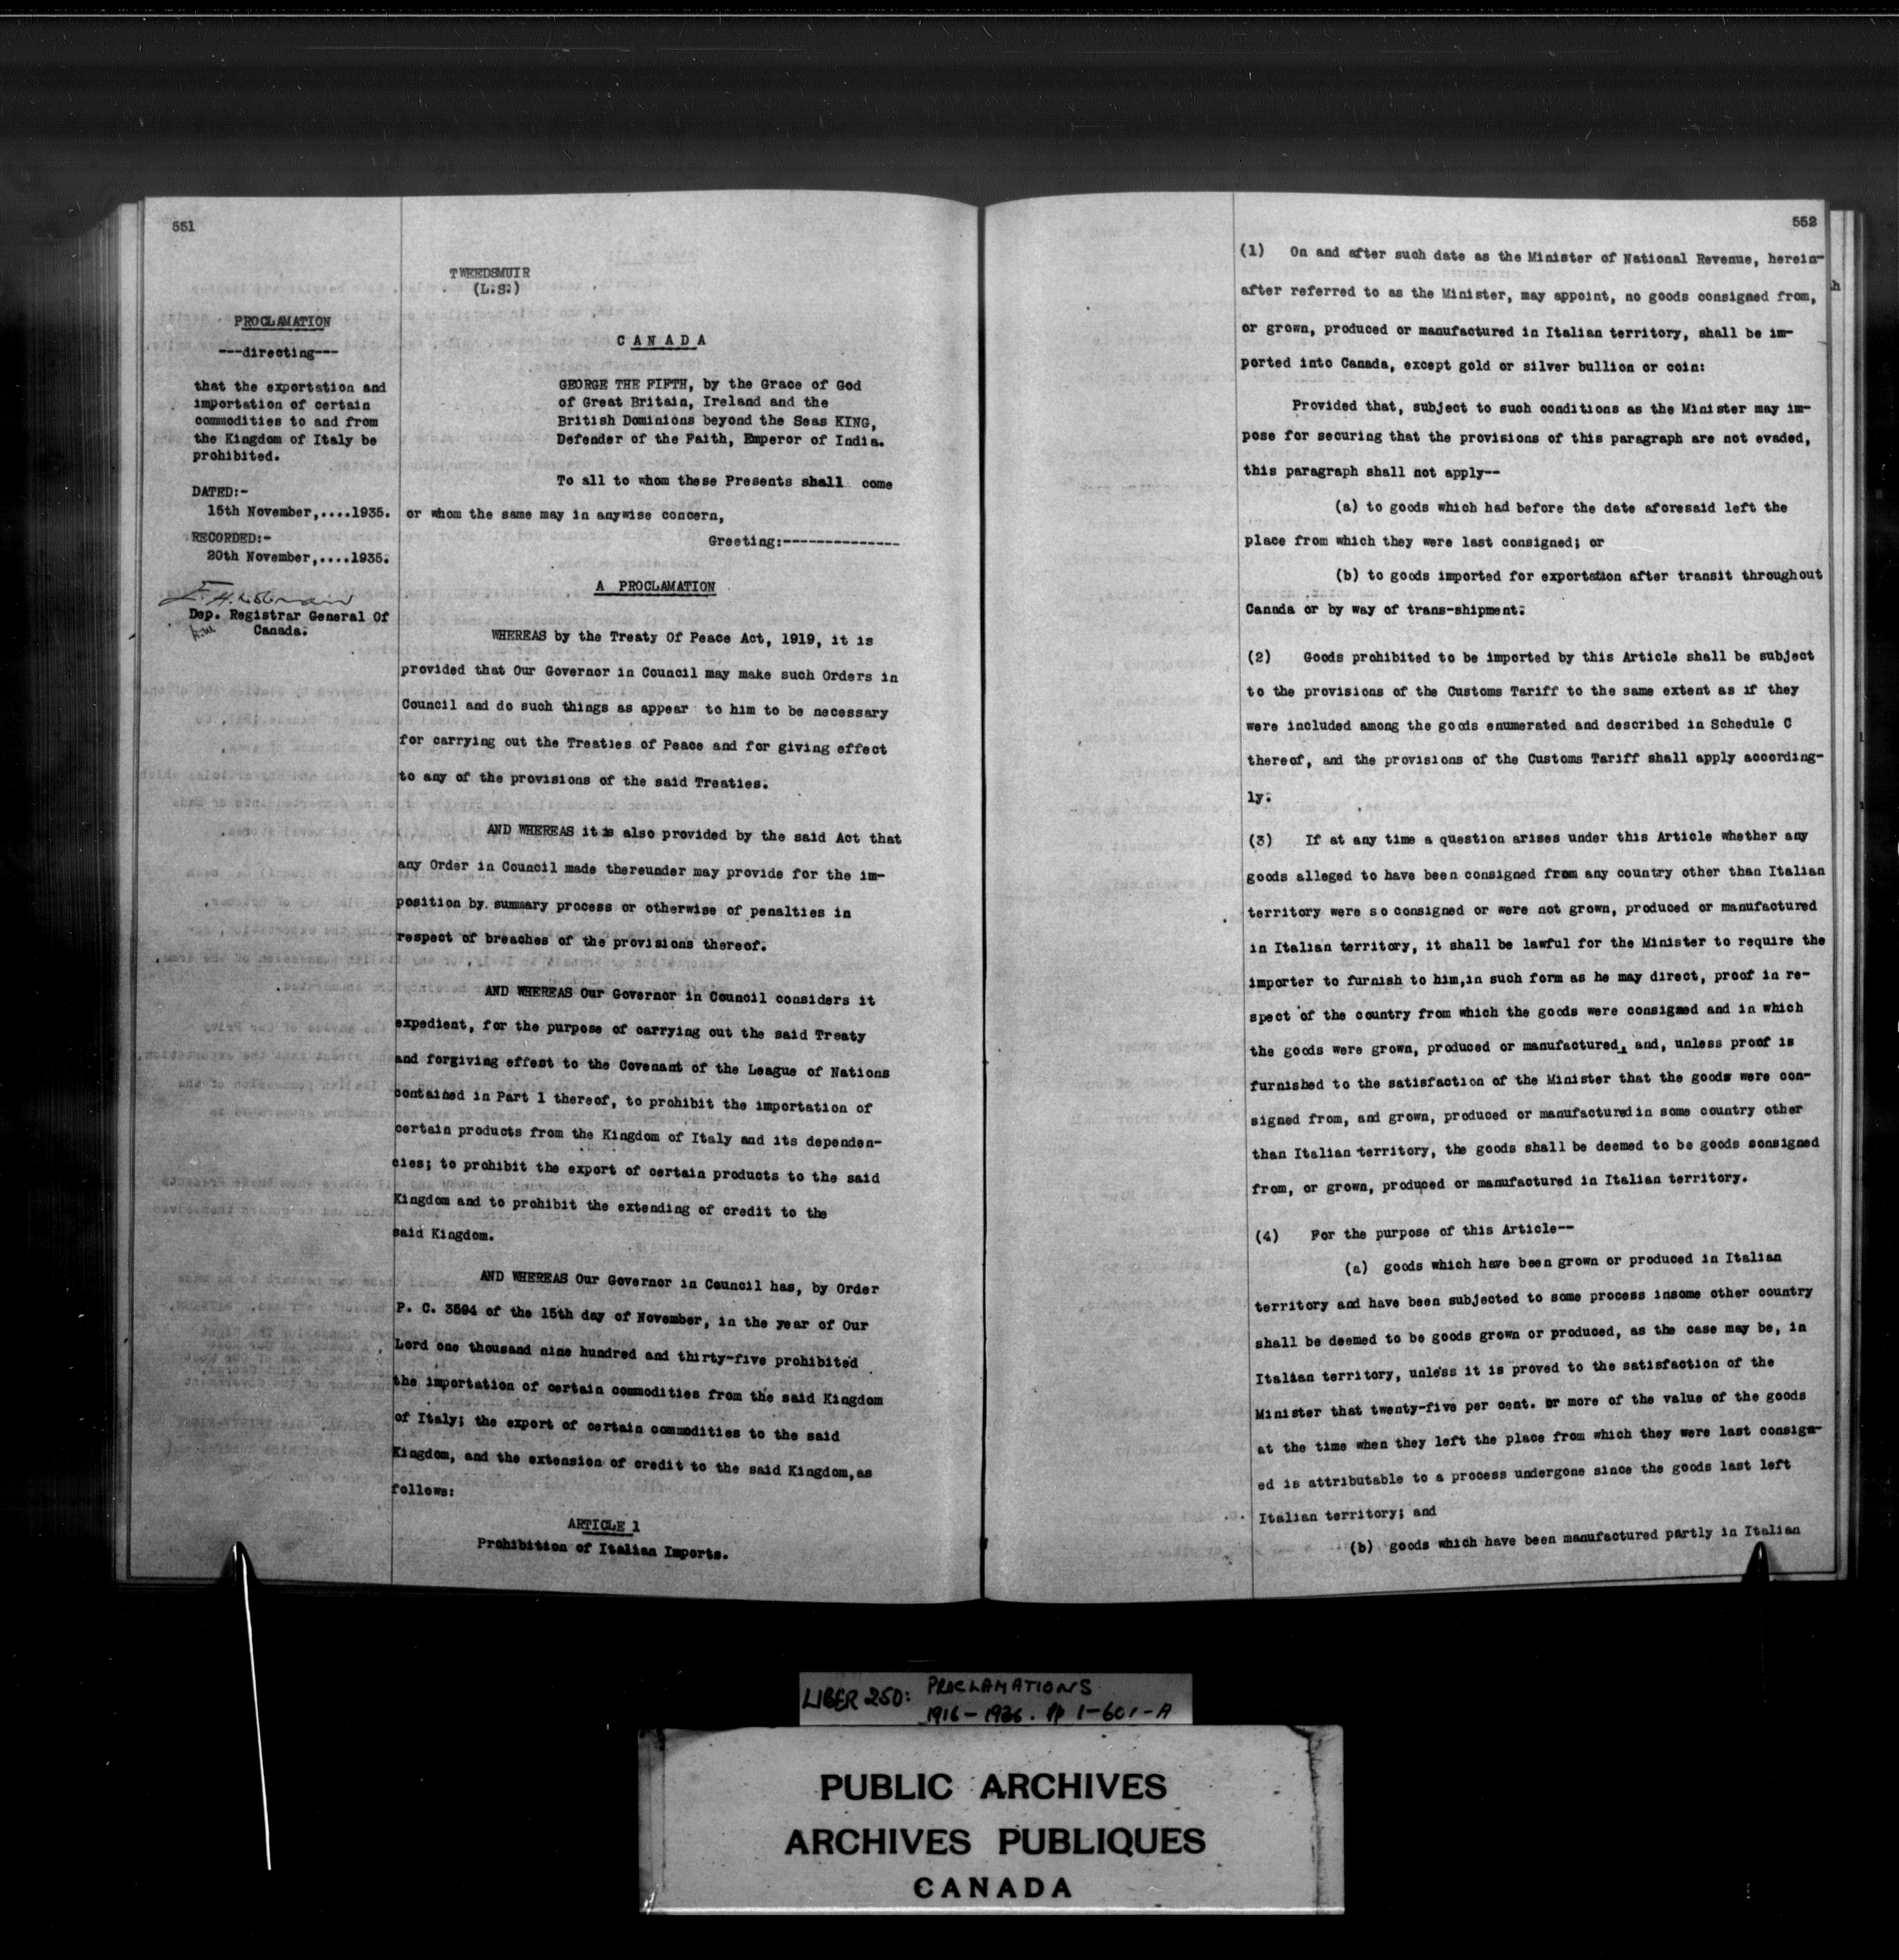 551
PROCLAMATION
---directing---
that the exportation and
importation of certain
commodities to and from
the Kingdom of Italy be
prohibited.
DATED:-
15th November,....1935.
RECORDED:-
20th November,....1935.
Dep. Registrar General Of
Canada.
TWEEDSMUIR
(L.S.)
CANADA
GEORGE THE FIFTH, by the Grace of God
of Great Britain, Ireland and the
British Dominions beyond the Seas KING,
Defender of the Faith, Emperor of India.
To all to whom these Presents shall come
or whom the same may in anywise concern,
Greeting:--------------
A PROCLAMATION
WHEREAS by the Treaty Of Peace Act, 1919, it is
provided that Our Governor in Council may make such Orders in
Council and do such things as appear to him to be necessary
for carrying out the Treaties of Peace and for giving effect
to any of the provisions of the said Treaties.
AND WHEREAS it is also provided by the said Act that
any Order in Council made thereunder may provide for the im-
position by summary process or otherwise of penalties in
respect of breaches of the provisions thereof.
AND WHEREAS Our Governor in Council considers it
expedient, for the purpose of carrying out the said Treaty
and forgiving effect to the Covenant of the League of Nations
contained in Part 1 thereof, to prohibit the importation of
certain products from the Kingdom of Italy and its dependen-
cies; to prohibit the export of certain products to the said
Kingdom and to prohibit the extending of credit to the
said Kingdom.
AND WHEREAS Our Governor in Council has, by Order
P. C. 3594 of the 15th day of November, in the year of Our
Lord one thousand nine hundred and thirty-five prohibited
the importation of certain commodities from the said Kingdom
of Italy; the export of certain commodities to the said
Kingdom, and the extension of credit to the said Kingdom,as
follows:
ARTICLE 1
Prohibition of Italian Imports.
552
(1) On and after such date as the Minister of National Revenue, herein-
after referred to as the Minister, may appoint, no goods consigned from,
or grown, produced or manufactured in Italian territory, shall be im-
ported into Canada, except gold or silver bullion or coin:
Provided that, subject to such conditions as the Minister may im-
pose for securing that the provisions of this paragraph are not evaded,
this paragraph shall not apply--
(a) to goods which had before the date aforesaid left the
place from which they were last consigned; or
(b) to goods imported for exportation after transit throughout
Canada or by way of trans-shipment.
(2) Goods prohibited to be imported by this Article shall be subject
to the provisions of the Customs Tariff to the same extent as if they
were included among the goods enumerated and described in Schedule C
thereof, and the provisions of the Customs Tariff shall apply according-
ly.
(3) If at any time a question arises under this Article whether any
goods alleged to have been consigned from any country other than Italian
territory were so consigned or were not grown, produced or manufactured
in Italian territory, it shall be lawful for the Minister to require the
importer to furnish to him,in such form as he may direct, proof in re-
spect of the country from which the goods were consigned and in which
the goods were grown, produced or manufactured, and, unless proof is
furnished to the satisfaction of the Minister that the goods were con-
signed from, and grown, produced or manufactured in some country other
than Italian territory, the goods shall be deemed to be goods consigned
from, or grown, produced or manufactured in Italian territory.
(4) For the purpose of this Article--
(a) goods which have been grown or produced in Italian
territory and have been subjected to some process insome other country
shall be deemed to be goods grown or produced, as the case may be, in
Italian territory, unless it is proved to the satisfaction of the
Minister that twenty-five per cent. or more of the value of the goods
at the time when they left the place from which they were last consign-
ed is attributable to a process undergone since the goods last left
Italian territory; and
(b) goods which have been manufactured partly in Italian
LIBER 250: PROCLAMATIONS
1916-1936. pp 1-601-A
PUBLIC ARCHIVES
ARCHIVES PUBLIQUES
CANADA